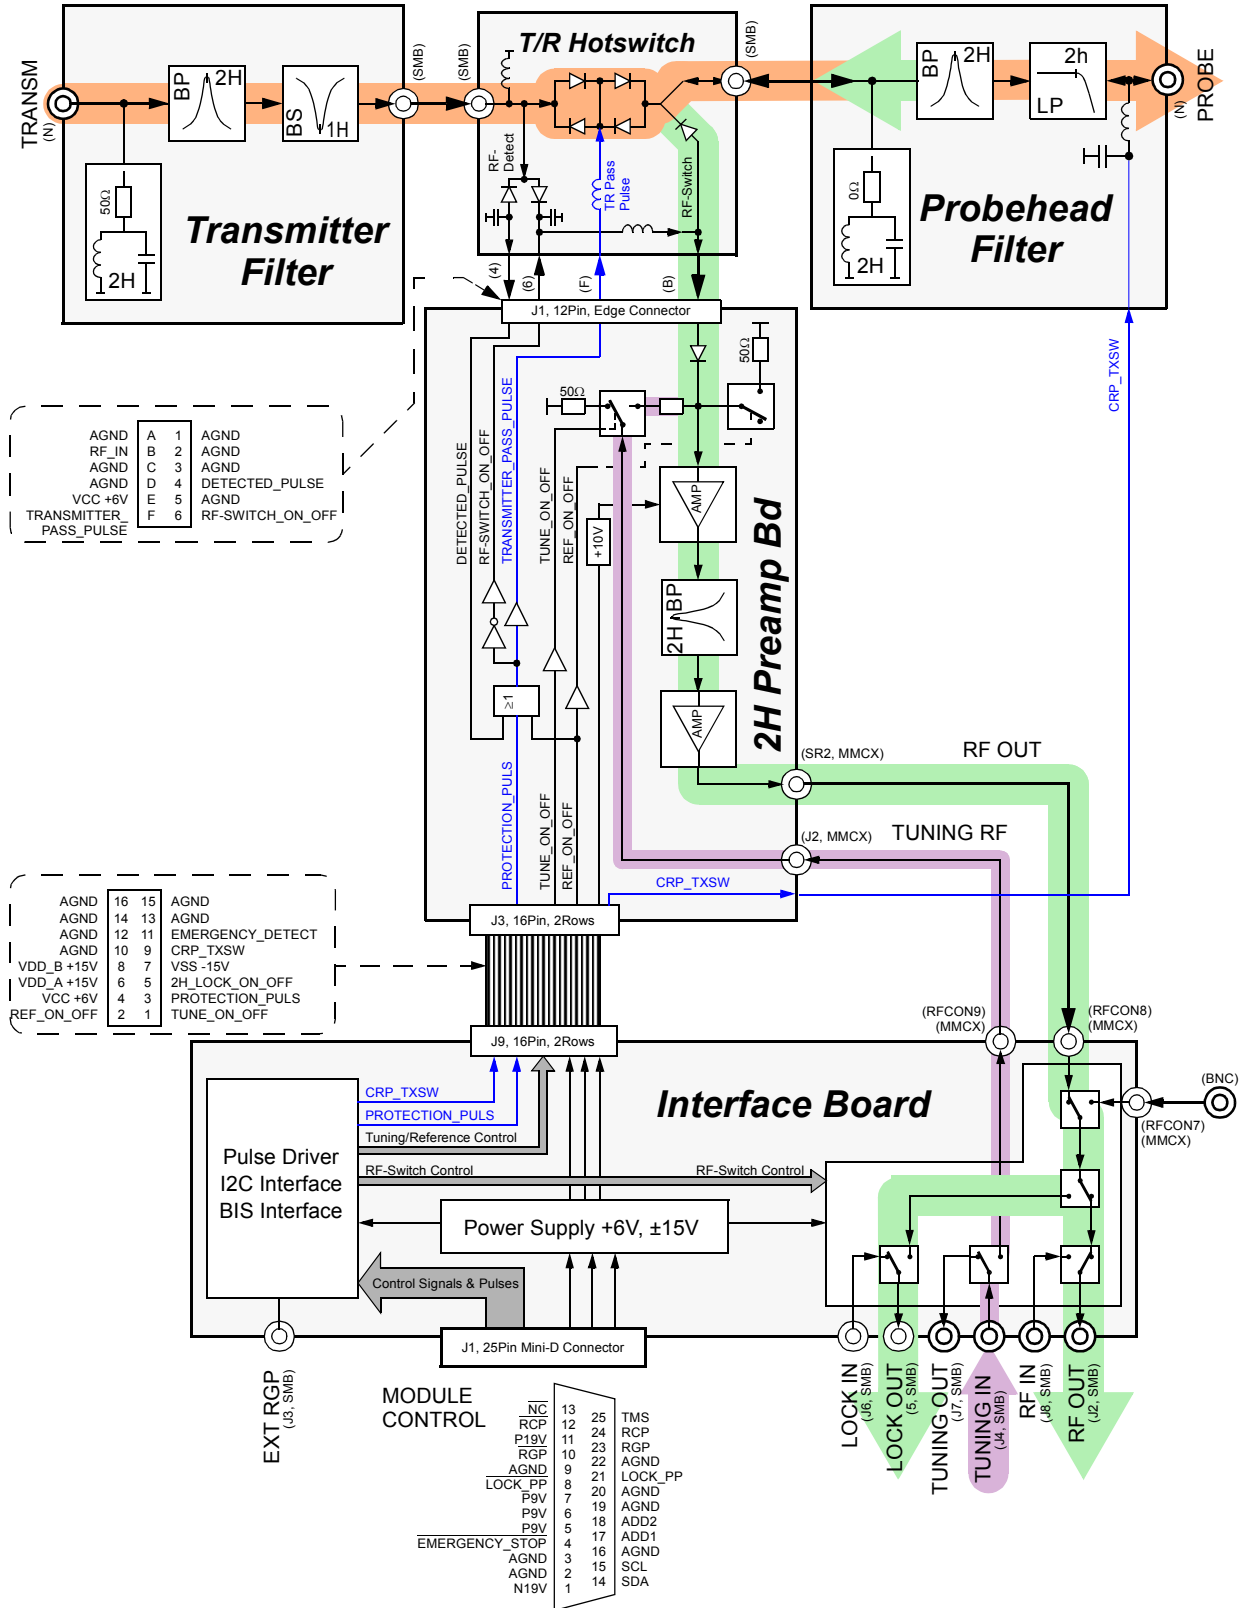 T/R Hotswitch
TRANSM
(N)
BP
2H
BS
1H
(SMB)
(SMB)
(SMB)
BP
2H
2h
LP
PROBE
(N)
50Ω
2H
Transmitter
Filter
RF-
Detect
TR Pass
Pulse
RF-Switch
0Ω
2H
Probehead
Filter
(4)
(6)
(F)
(B)
J1, 12Pin, Edge Connector
AGND A 1 AGND
RF_IN B 2 AGND
AGND C 3 AGND
AGND D 4 DETECTED_PULSE
VCC +6V E 5 AGND
TRANSMITTER_ F 6 RF-SWITCH_ON_OFF
PASS_PULSE
50Ω
50Ω
CRP_TXSW
DETECTED_PULSE
RF-SWITCH_ON_OFF
TRANSMITTER_PASS_PULSE
TUNE_ON_OFF
REF_ON_OFF
+10V
AMP
2H BP
AMP
2H Preamp Bd
≥1
PROTECTION_PULS
TUNE_ON_OFF
REF_ON_OFF
(SR2, MMCX)
RF OUT
(J2, MMCX)
TUNING RF
CRP_TXSW
J3, 16Pin, 2Rows
AGND 16 15 AGND
AGND 14 13 AGND
AGND 12 11 EMERGENCY_DETECT
AGND 10 9 CRP_TXSW
VDD_B +15V 8 7 VSS -15V
VDD_A +15V 6 5 2H_LOCK_ON_OFF
VCC +6V 4 3 PROTECTION_PULS
REF_ON_OFF 2 1 TUNE_ON_OFF
J9, 16Pin, 2Rows
(RFCON9)
(MMCX)
(RFCON8)
(MMCX)
(BNC)
(RFCON7)
(MMCX)
Interface Board
CRP_TXSW
PROTECTION_PULS
Tuning/Reference Control
RF-Switch Control
RF-Switch Control
Pulse Driver
I2C Interface
BIS Interface
Power Supply +6V, ±15V
Control Signals & Pulses
J1, 25Pin Mini-D Connector
EXT RGP
(J3, SMB)
LOCK IN
(J6, SMB)
LOCK OUT
(5, SMB)
TUNING OUT
(J7, SMB)
TUNING IN
(J4, SMB)
RF IN
(J8, SMB)
RF OUT
(J2, SMB)
MODULE
CONTROL
NC 13
25 TMS
RCP 12
24 RCP
P19V 11
23 RGP
RGP 10
22 AGND
AGND 9
21 LOCK_PP
LOCK_PP 8
20 AGND
P9V 7
19 AGND
P9V 6
18 ADD2
P9V 5
17 ADD1
EMERGENCY_STOP 4
16 AGND
AGND 3
15 SCL
AGND 2
14 SDA
N19V 1